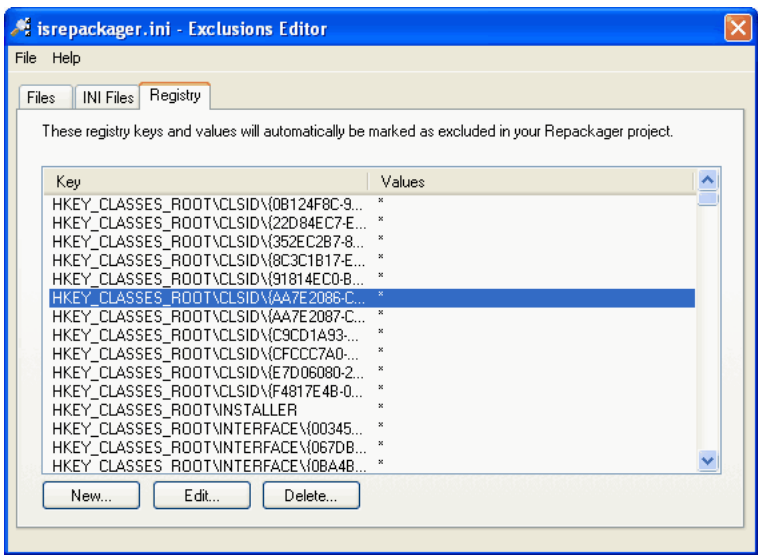 isrepackager.ini - Exclusions Editor
File Help
Files INI Files Registry
These registry keys and values will automatically be marked as excluded in your Repackager project.
Key Values
HKEY_CLASSES_ROOT\CLSID\{0B124F8C-9... *
HKEY_CLASSES_ROOT\CLSID\{22D84EC7-E... *
HKEY_CLASSES_ROOT\CLSID\{352EC2B7-8... *
HKEY_CLASSES_ROOT\CLSID\{8C3C1B17-E... *
HKEY_CLASSES_ROOT\CLSID\{91814EC0-B... *
HKEY_CLASSES_ROOT\CLSID\{AA7E2086-C... *
HKEY_CLASSES_ROOT\CLSID\{AA7E2087-C... *
HKEY_CLASSES_ROOT\CLSID\{C9CD1A93-... *
HKEY_CLASSES_ROOT\CLSID\{CFCCC7A0-... *
HKEY_CLASSES_ROOT\CLSID\{E7D06080-2... *
HKEY_CLASSES_ROOT\CLSID\{F4817E4B-0... *
HKEY_CLASSES_ROOT\INSTALLER *
HKEY_CLASSES_ROOT\INTERFACE\{00345... *
HKEY_CLASSES_ROOT\INTERFACE\{067DB... *
HKEY_CLASSES_ROOT\INTERFACE\{0BA4B... *
New... Edit... Delete...